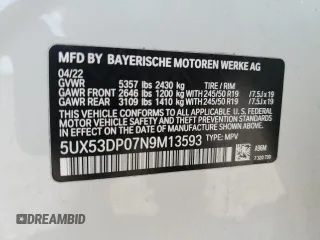 MFD BY BAYERISCHE MOTOREN WERKE AG
04/22
GVWR 5357 lbs 2430 kg TIRE / RIM
GAWR FRONT 2646 lbs 1200 kg WITH 245/50 R19 /7.5J x 19
GAWR REAR 3109 lbs 1410 kg WITH 245/50 R19 /7.5J x 19
THIS VEHICLE CONFORMS TO ALL APPLICABLE U.S.
FEDERAL MOTOR VEHICLE SAFETY STANDARDS IN EFFECT
ON THE DATE OF MANUFACTURE SHOWN ABOVE.
5UX53DP07N9M13593
TYPE: MPV
A96M
DREAMBID
DREAMBID.COM